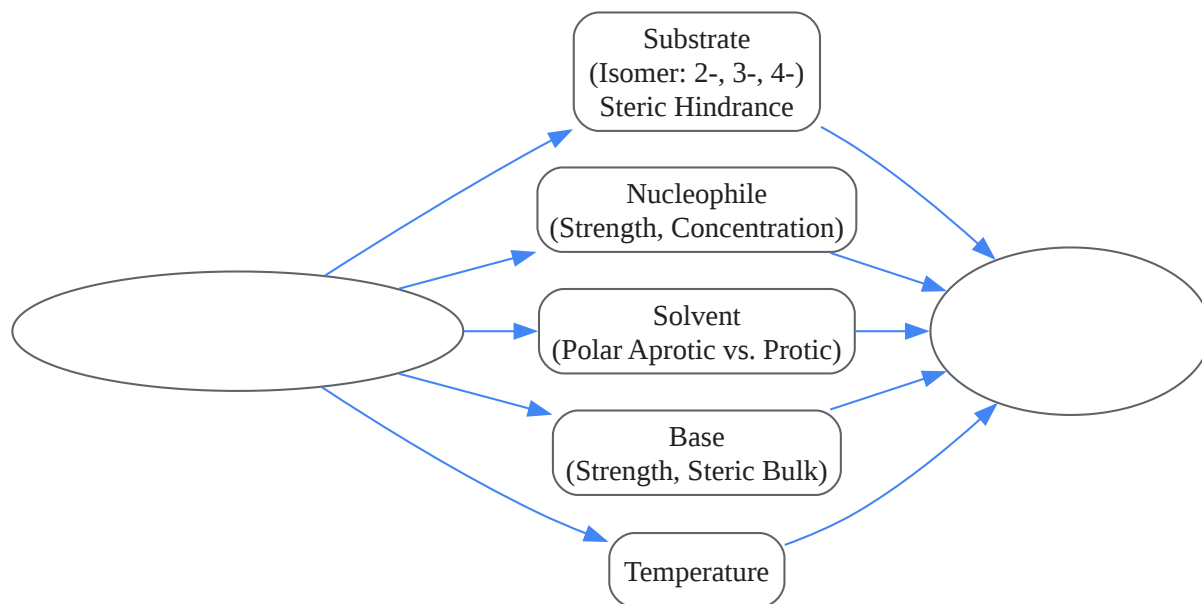 Substrate
(Isomer: 2-, 3-, 4-)
Steric Hindrance
Nucleophile
(Strength, Concentration)
Solvent
(Polar Aprotic vs. Protic)
Base
(Strength, Steric Bulk)
Temperature